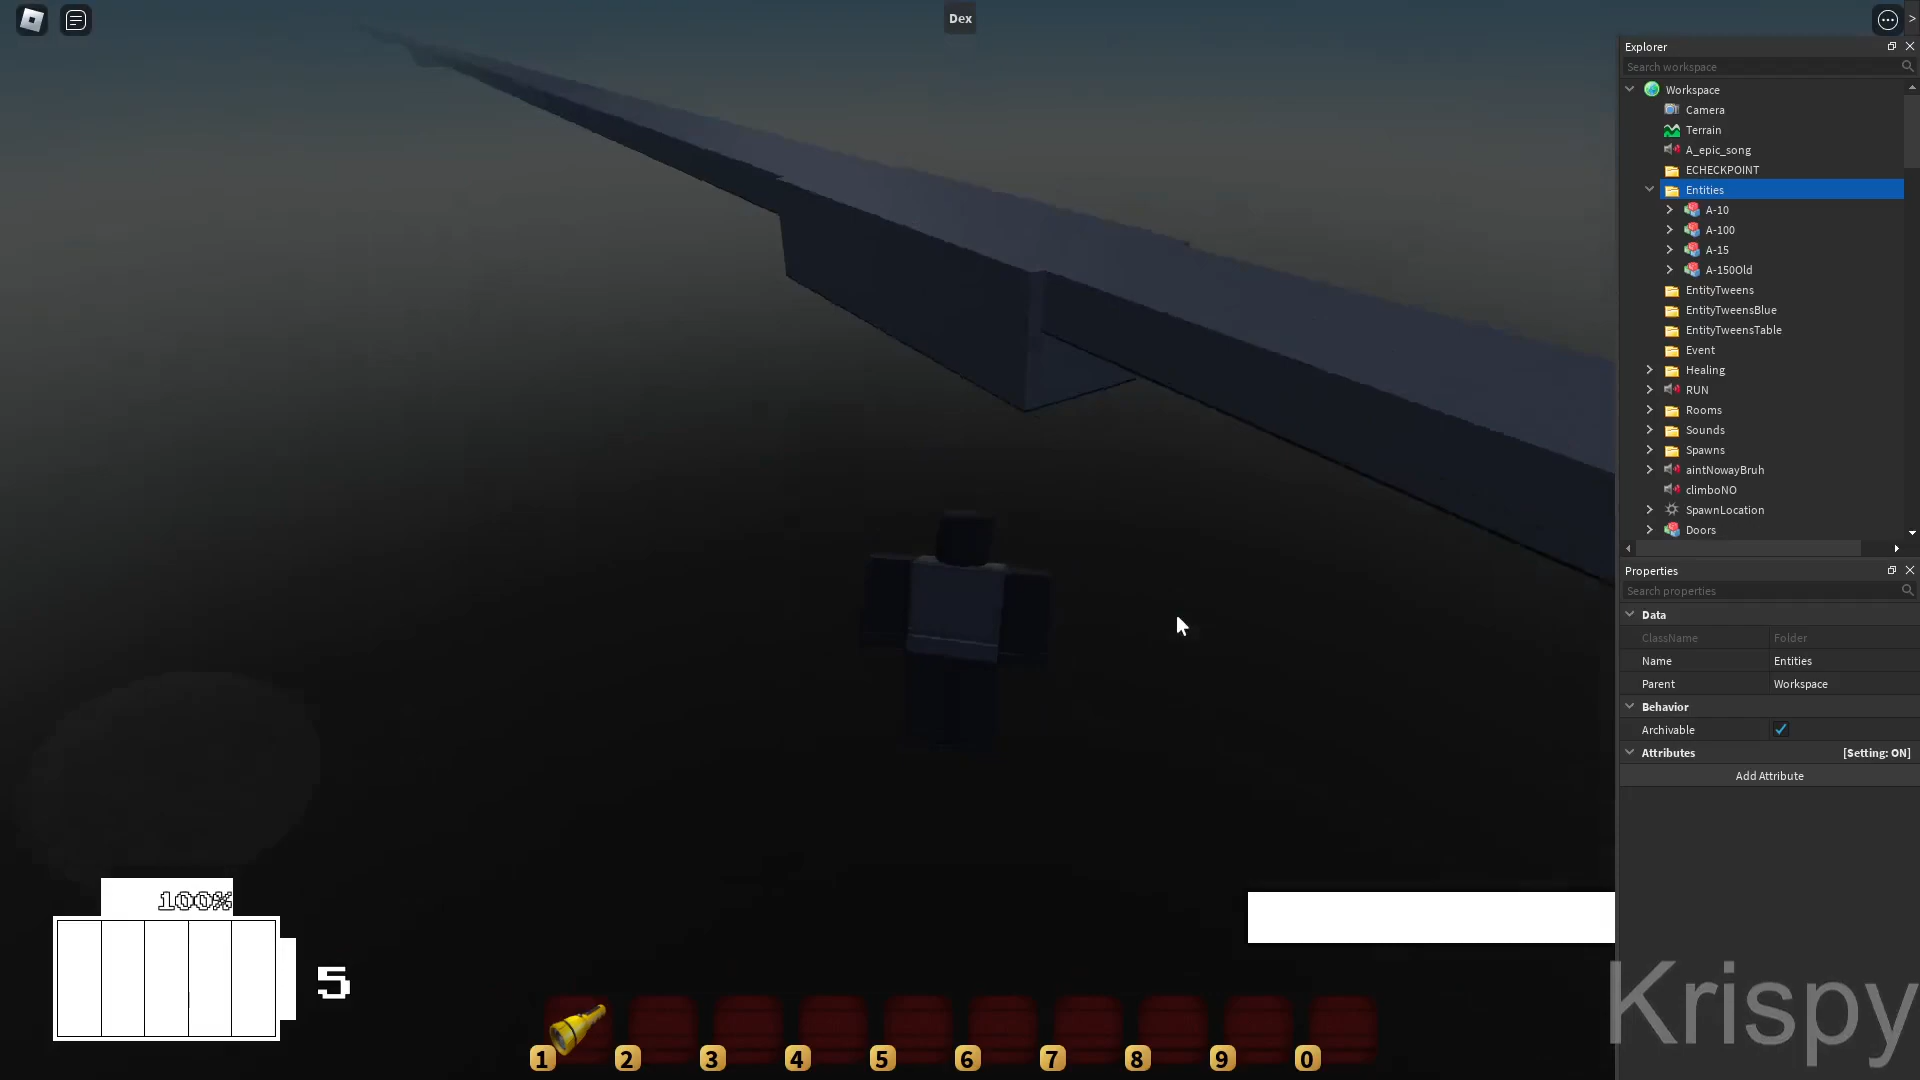 Dex
>
Explorer
Search workspace
Workspace
Camera
Terrain
A_epic_song
ECHECKPOINT
Entities
A-10
A-100
A-15
A-150Old
EntityTweens
EntityTweensBlue
EntityTweensTable
Event
Healing
RUN
Rooms
Sounds
Spawns
aintNowayBruh
climboNO
SpawnLocation
Doors
Properties
Search properties
Data
ClassName Folder
Name Entities
Parent Workspace
Behavior
Archivable
Attributes [Setting: ON]
Add Attribute
100%
5
1 2 3 4 5 6 7 8 9 0
Krispy